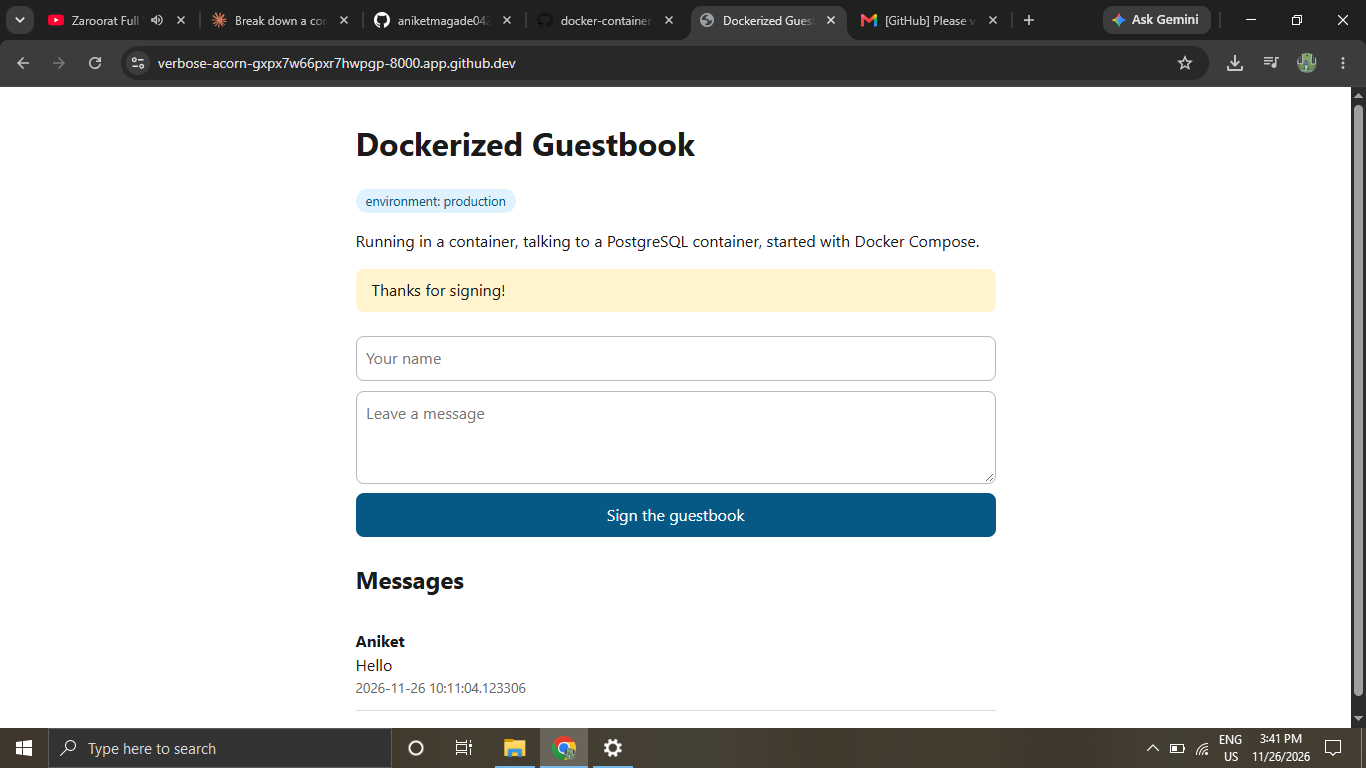 Zaroorat Full
Break down a con
aniketmagade042
docker-container
Dockerized Gues
[GitHub] Please v
Ask Gemini
verbose-acorn-gxpx7w66pxr7hwpgp-8000.app.github.dev
Dockerized Guestbook
environment: production
Running in a container, talking to a PostgreSQL container, started with Docker Compose.
Thanks for signing!
Your name
Leave a message
Sign the guestbook
Messages
Aniket
Hello
2026-11-26 10:11:04.123306
Type here to search
ENG
US
3:41 PM
11/26/2026